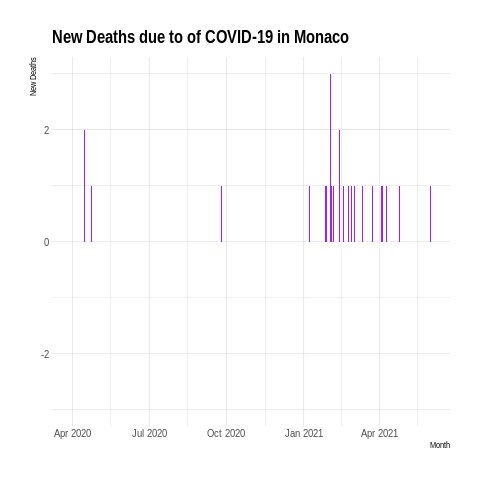 New Deaths due to of COVID-19 in Monaco
New Deaths
2
0
-2
Apr 2020 Jul 2020 Oct 2020 Jan 2021 Apr 2021
Month